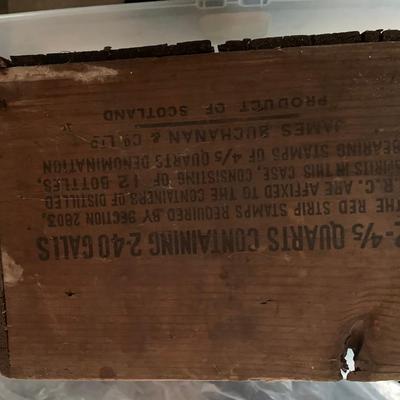 2-4/5 QUARTS CONTAINING 2·40 GALLS
THE RED STRIP STAMPS REQUIRED BY SECTION 2803,
R.C. ARE AFFIXED TO THE CONTAINERS OF DISTILLED
SPIRITS IN THIS CASE, CONSISTING OF 12 BOTTLES,
BEARING STAMPS OF 4/5 QUARTS DENOMINATION
JAMES BUCHANAN & CO LTD
PRODUCT OF SCOTLAND